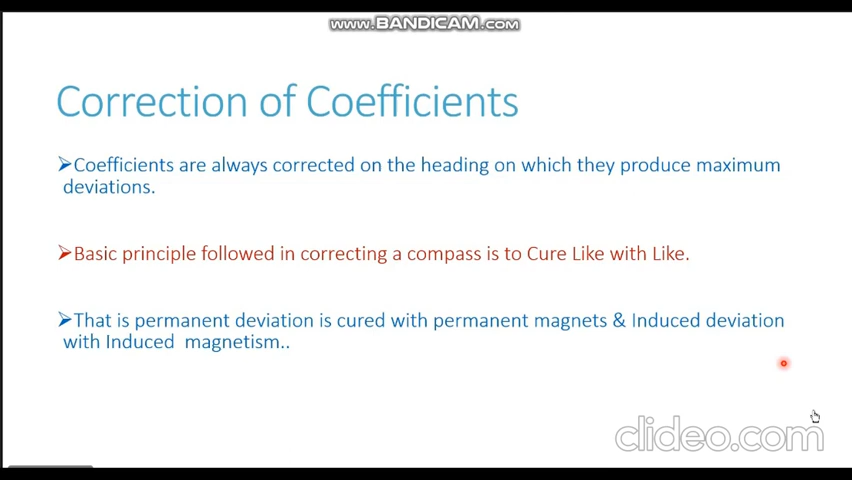 www.BANDICAM.com
Correction of Coefficients
➢Coefficients are always corrected on the heading on which they produce maximum
deviations.
➢Basic principle followed in correcting a compass is to Cure Like with Like.
➢That is permanent deviation is cured with permanent magnets & Induced deviation
with Induced magnetism..
clideo.com